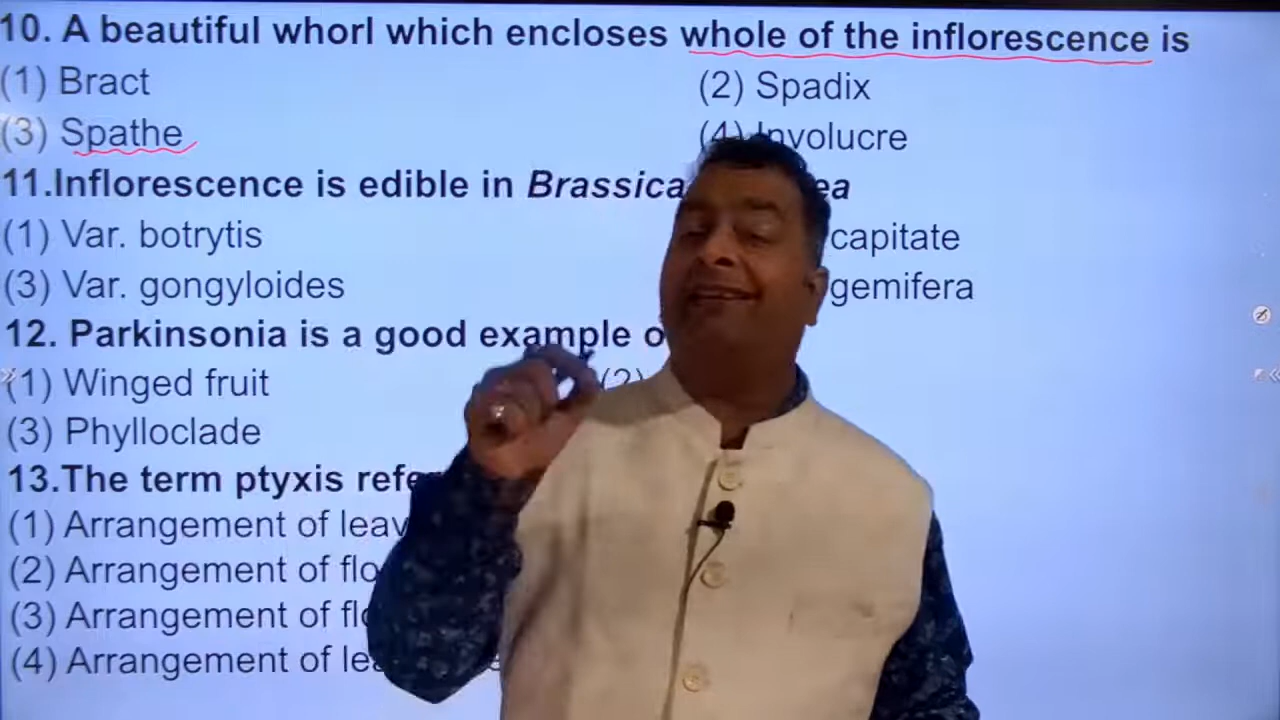 10. A beautiful whorl which encloses whole of the inflorescence is
(1) Bract (2) Spadix
(3) Spathe (4) Involucre
11.Inflorescence is edible in Brassica
(1) Var. botrytis capitate
(3) Var. gongyloides gemifera
12. Parkinsonia is a good example
(1) Winged fruit (2)
(3) Phylloclade
13.The term ptyxis
(1) Arrangement of
(2) Arrangement of
(3) Arrangement of
(4) Arrangement of